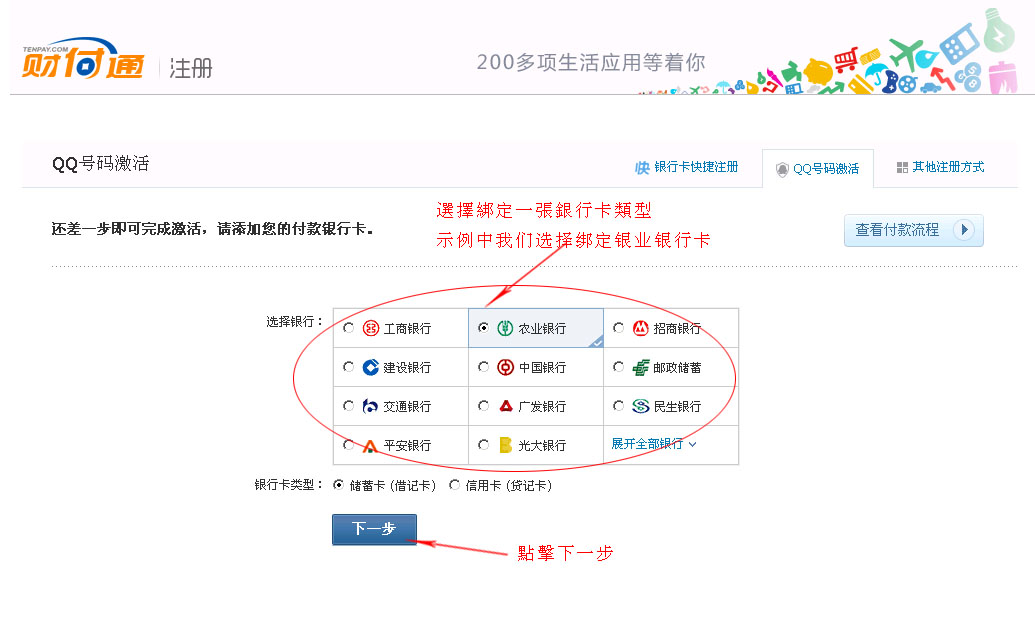 TENPAY.COM
财付通 注册
200多项生活应用等着你
QQ号码激活
银行卡快捷注册
QQ号码激活
其他注册方式
選擇綁定一張銀行卡類型
示例中我们选择绑定银业银行卡
还差一步即可完成激活，请添加您的付款银行卡。
查看付款流程
选择银行：
工商银行 农业银行 招商银行
建设银行 中国银行 邮政储蓄
交通银行 广发银行 民生银行
平安银行 光大银行 展开全部银行
银行卡类型： 储蓄卡 (借记卡) 信用卡 (贷记卡)
下一步
點擊下一步